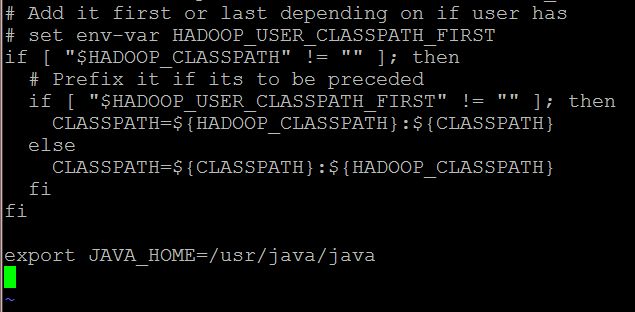 # Add it first or last depending on if user has
# set env-var HADOOP_USER_CLASSPATH_FIRST
if [ "$HADOOP_CLASSPATH" != "" ]; then
  # Prefix it if its to be preceded
  if [ "$HADOOP_USER_CLASSPATH_FIRST" != "" ]; then
    CLASSPATH=${HADOOP_CLASSPATH}:${CLASSPATH}
  else
    CLASSPATH=${CLASSPATH}:${HADOOP_CLASSPATH}
  fi
fi
export JAVA_HOME=/usr/java/java
~